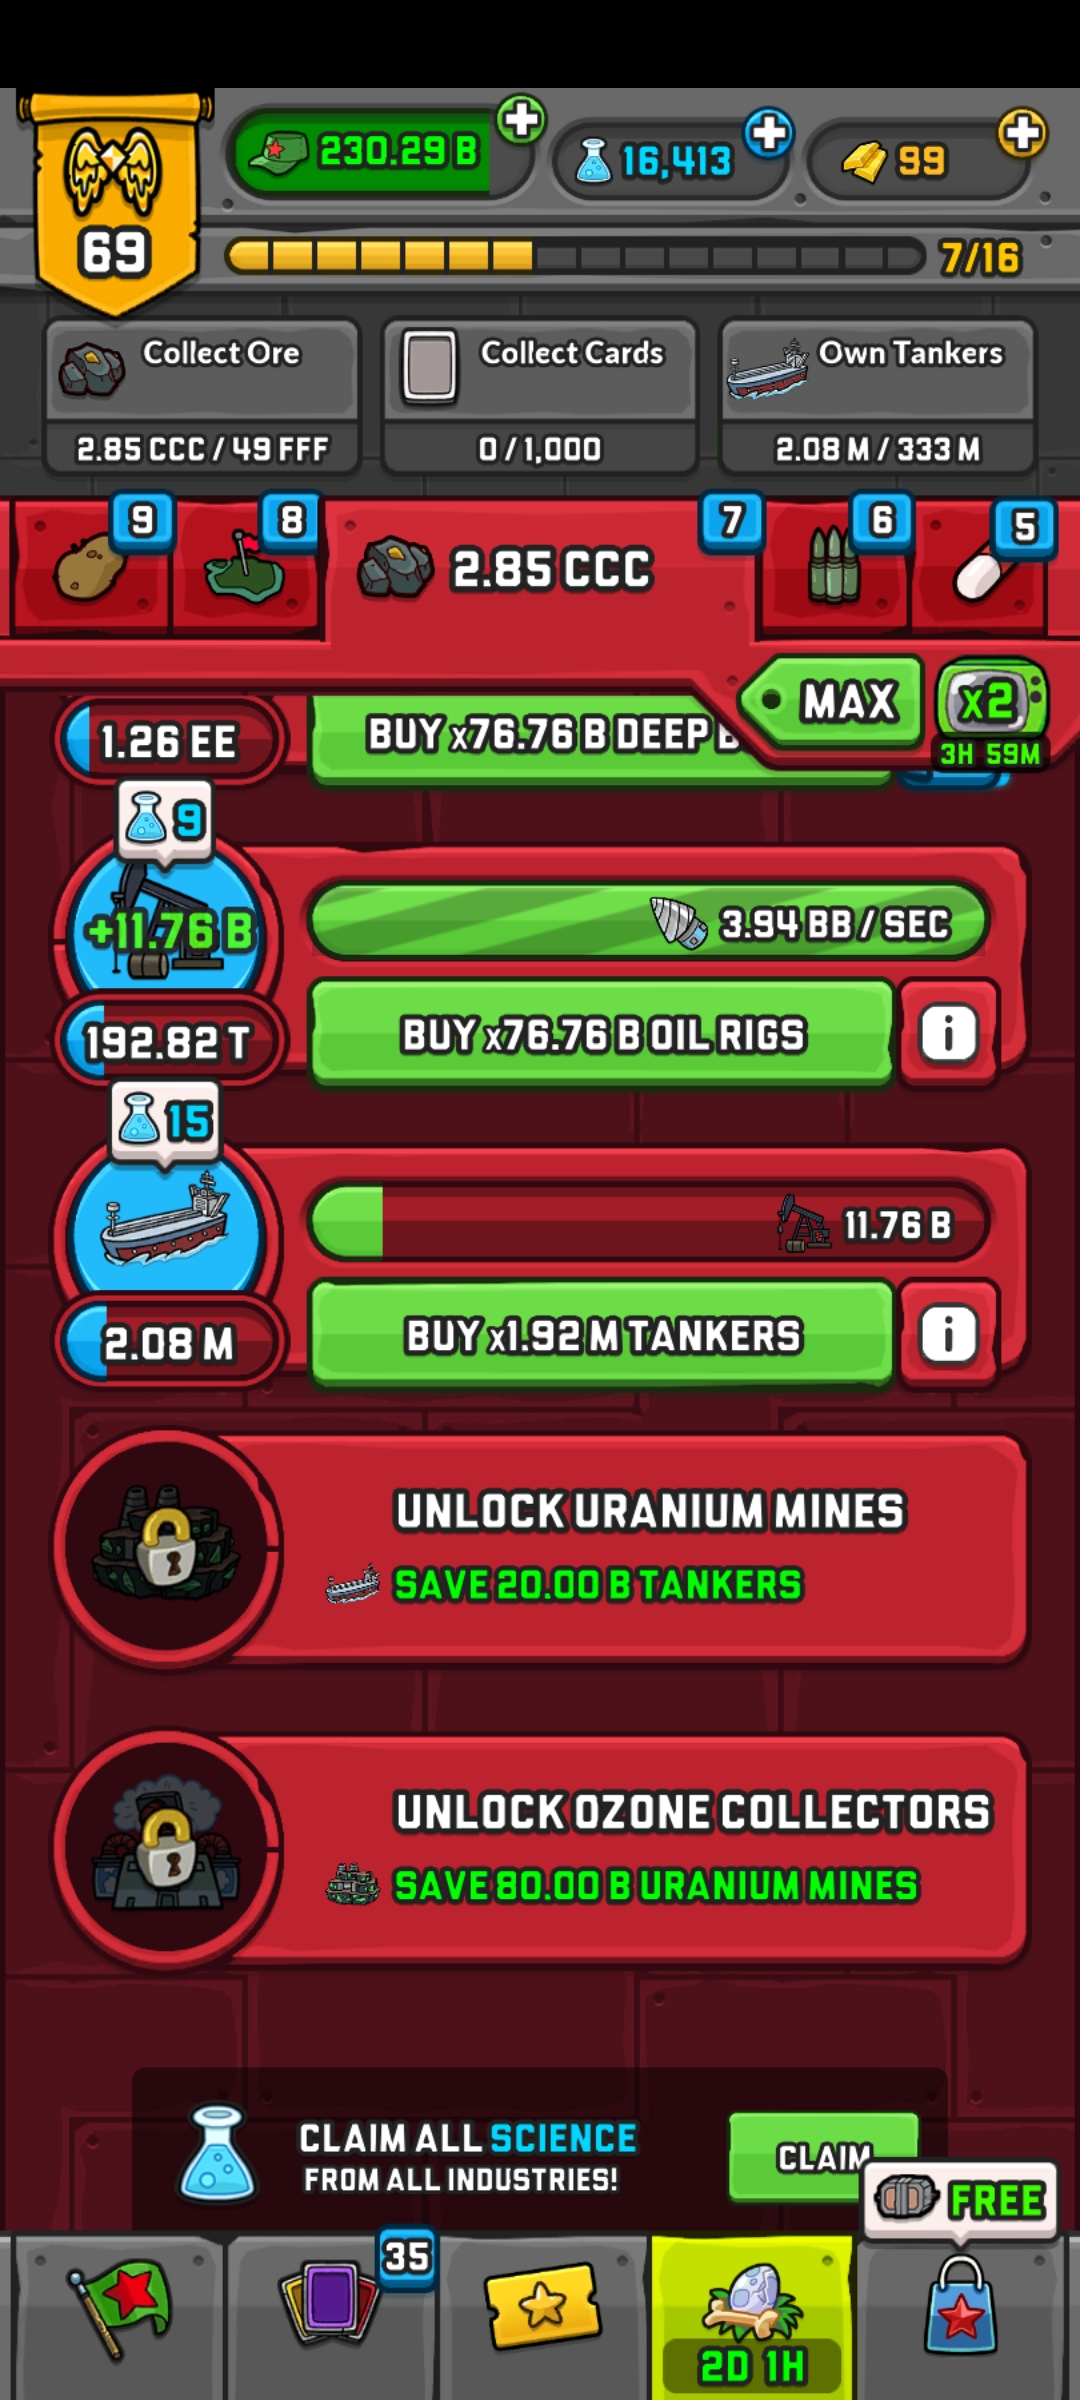 69
230.29 B
16,413
99
7/16
Collect Ore
2.85 CCC / 49 FFF
Collect Cards
0 / 1,000
Own Tankers
2.08 M / 333 M
9
8
2.85 CCC
7
6
5
MAX
x2
3H 59M
1.26 EE
BUY x76.76 B DEEP
9
+11.76 B
3.94 BB / SEC
192.82 T
BUY x76.76 B OIL RIGS
i
15
11.76 B
2.08 M
BUY x1.92 M TANKERS
i
UNLOCK URANIUM MINES
SAVE 20.00 B TANKERS
UNLOCK OZONE COLLECTORS
SAVE 80.00 B URANIUM MINES
CLAIM ALL SCIENCE
FROM ALL INDUSTRIES!
CLAIM
FREE
35
2D 1H